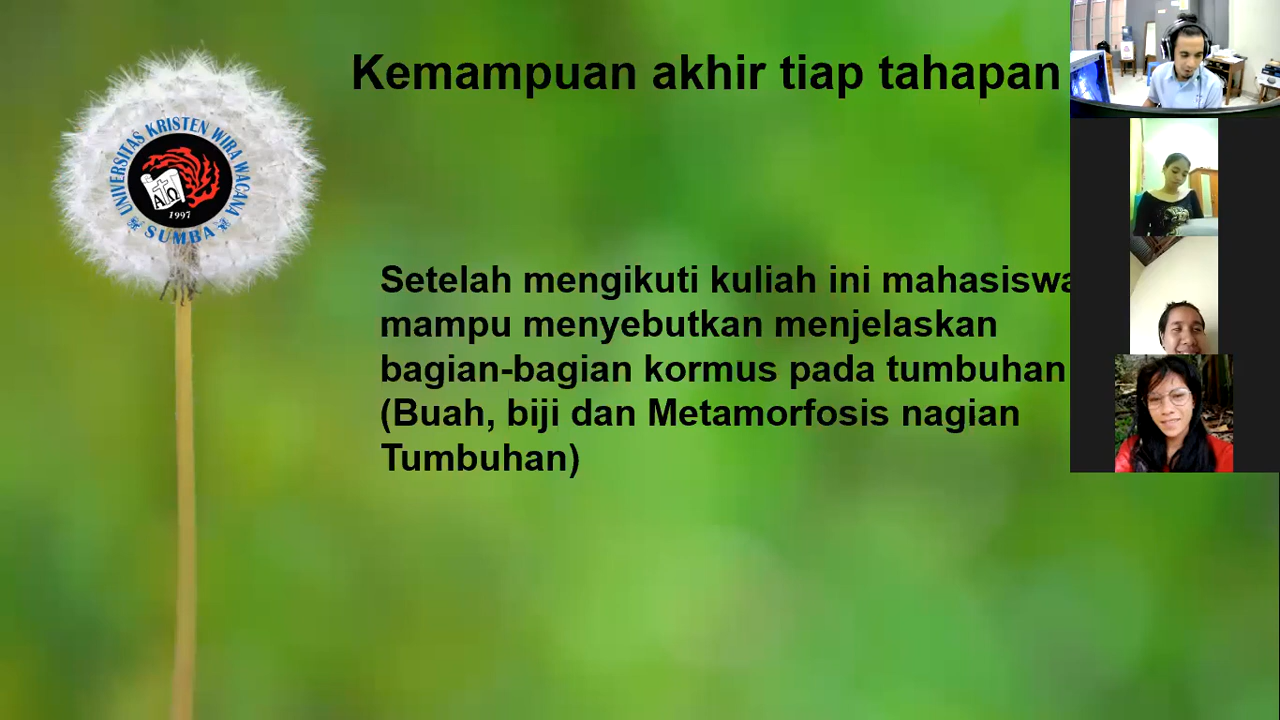 Kemampuan akhir tiap tahapan
UNIVERSITAS KRISTEN WIRA WACANA
SUMBA
ΑΩ
1997
Setelah mengikuti kuliah ini mahasiswa
mampu menyebutkan menjelaskan
bagian-bagian kormus pada tumbuhan
(Buah, biji dan Metamorfosis nagian
Tumbuhan)